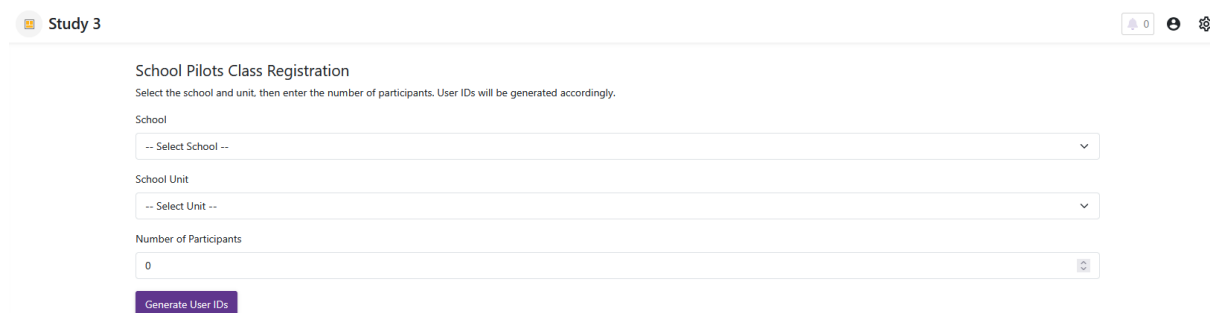 Study 3
0
School Pilots Class Registration
Select the school and unit, then enter the number of participants. User IDs will be generated accordingly.
School
-- Select School --
School Unit
-- Select Unit --
Number of Participants
0
Generate User IDs